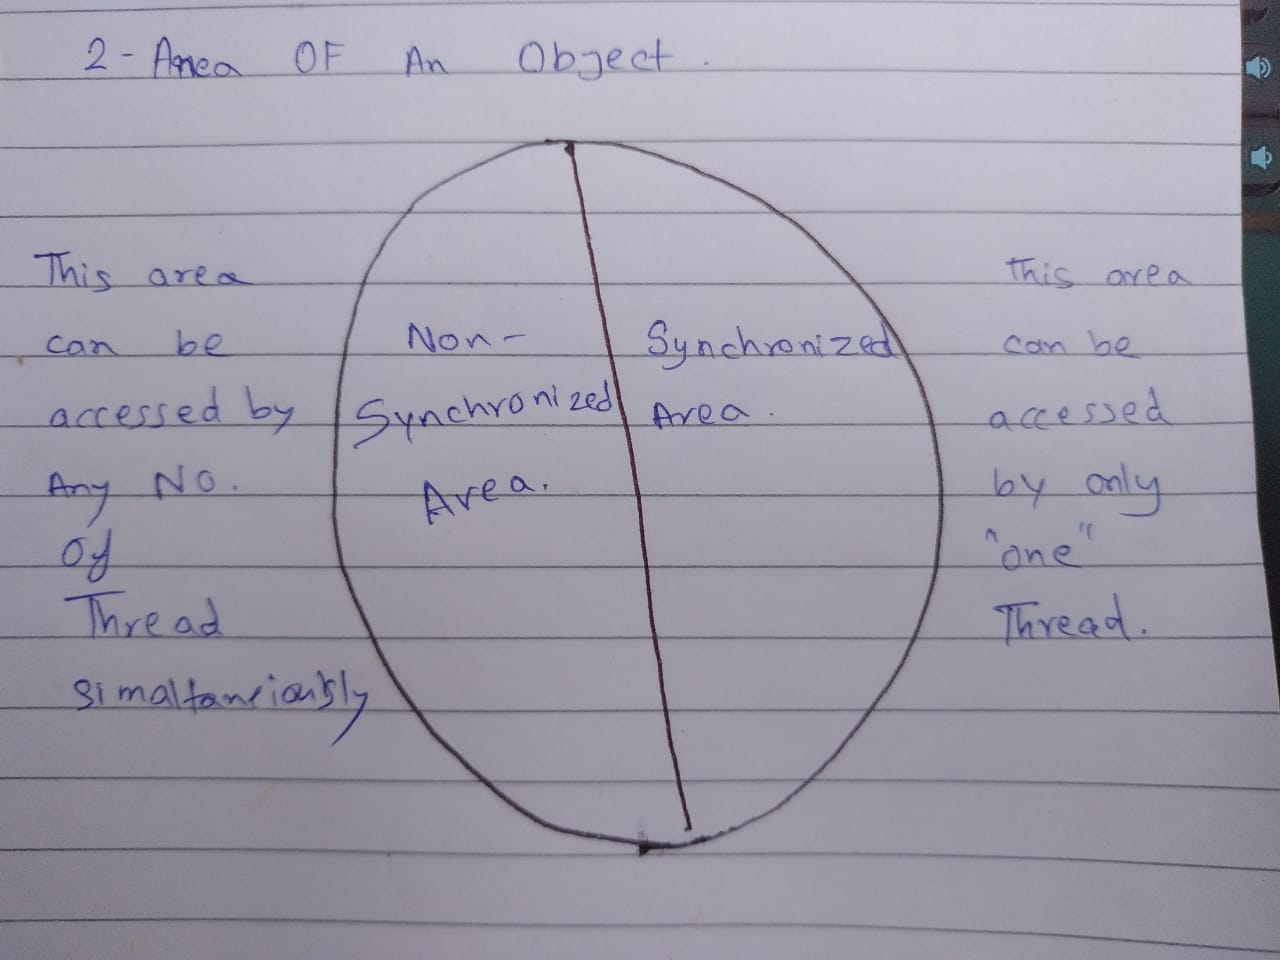 2- Area OF An Object.
This area
can be
accessed by
Any NO.
Of
Thread
simaltaneiously
Non-
Synchronized
Area.
Synchronized
Area.
This area
can be
accessed
by only
"one"
Thread.